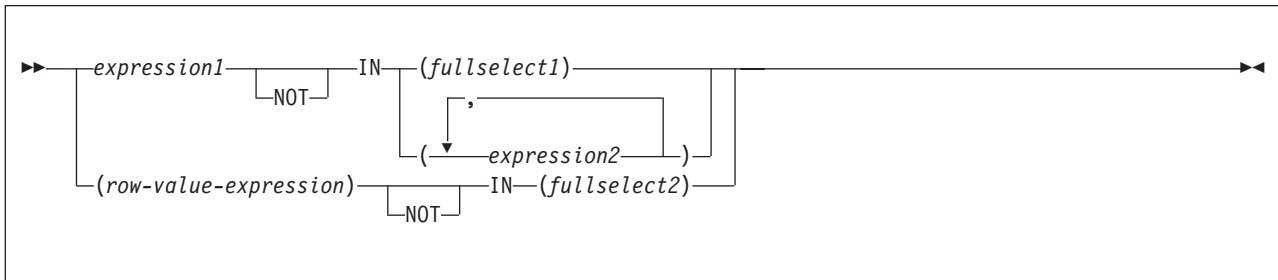 expression1 IN (fullselect1)
NOT
,
( expression2 )
(row-value-expression) IN (fullselect2)
NOT